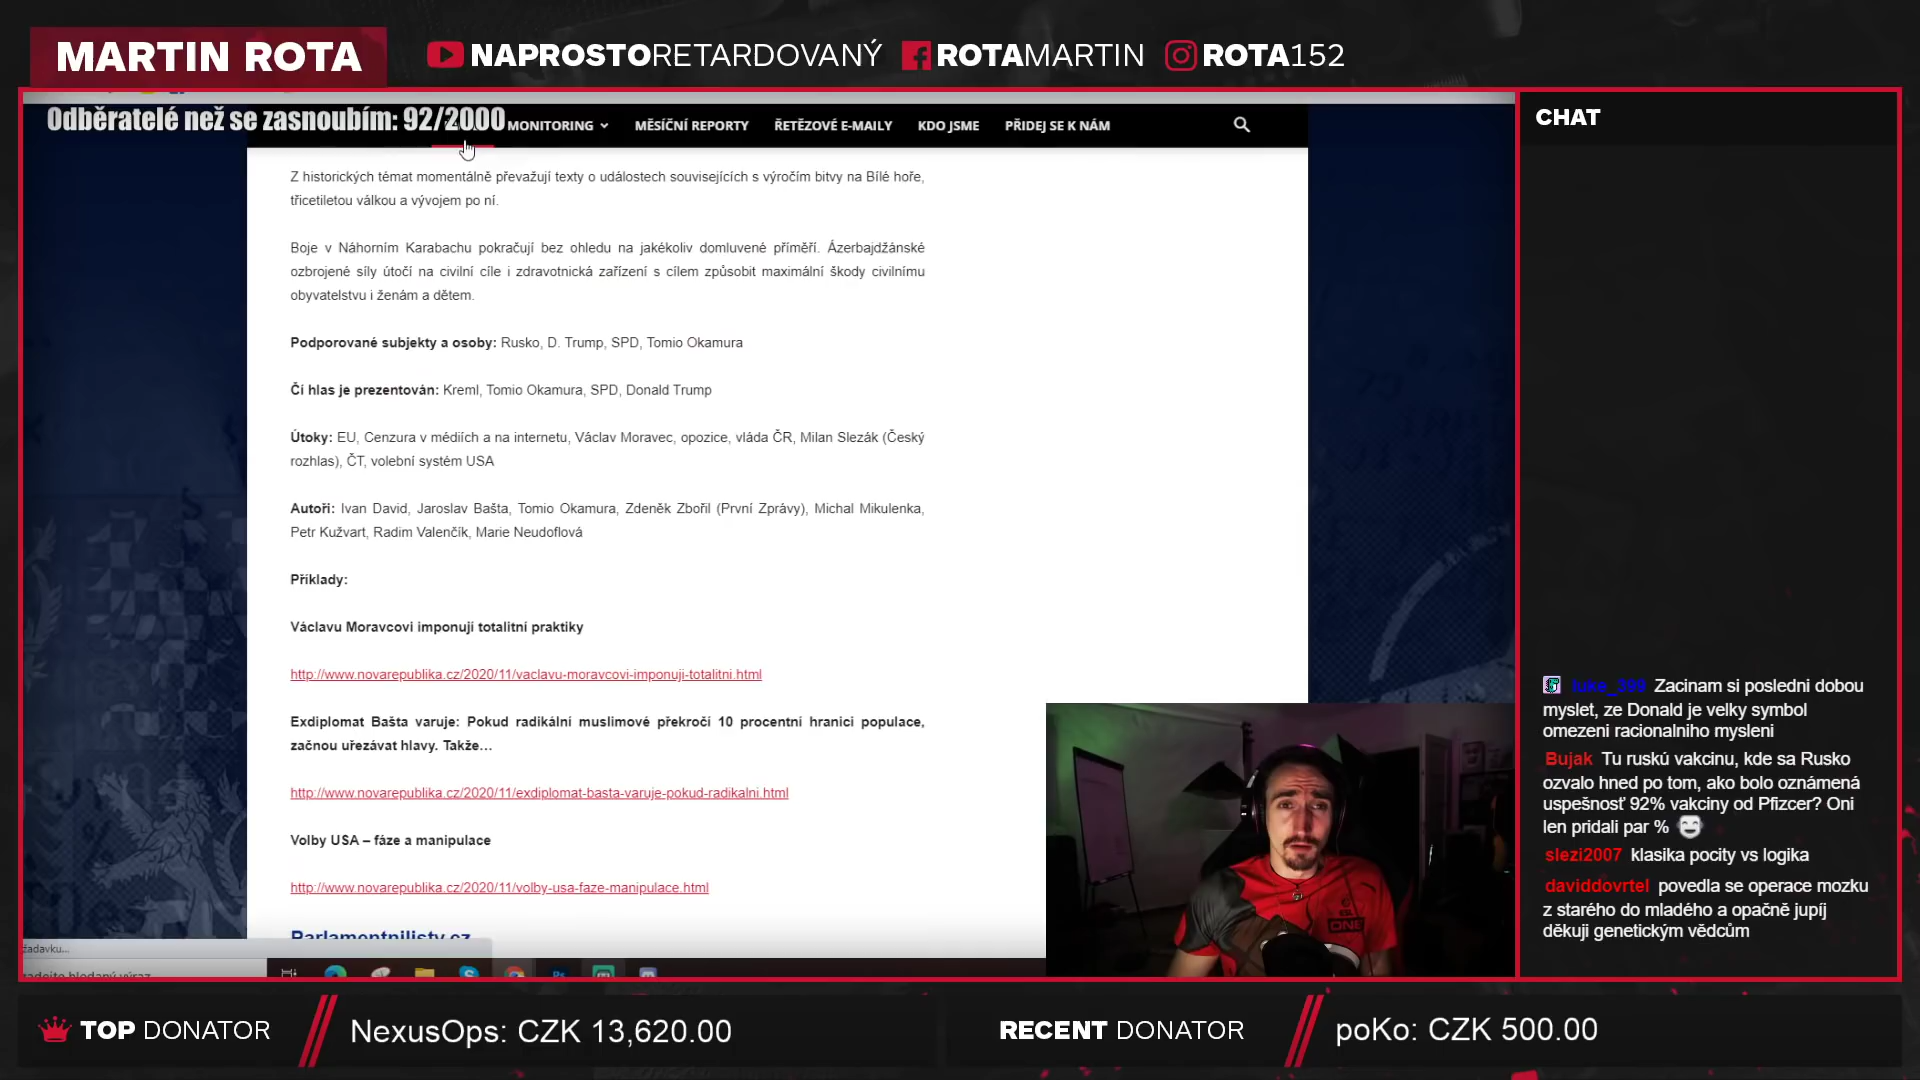 MARTIN ROTA
NAPROSTORETARDOVANÝ
ROTAMARTIN
ROTA152
Odběratelé než se zasnoubím: 92/2000
MONITORING
MĚSÍČNÍ REPORTY
ŘETĚZOVÉ E-MAILY
KDO JSME
PŘIDEJ SE K NÁM
Z historických témat momentálně převažují texty o událostech souvisejících s výročím bitvy na Bílé hoře,
třicetiletou válkou a vývojem po ní.
Boje v Náhorním Karabachu pokračují bez ohledu na jakékoliv domluvené příměří. Ázerbajdžánské
ozbrojené síly útočí na civilní cíle i zdravotnická zařízení s cílem způsobit maximální škody civilnímu
obyvatelstvu i ženám a dětem.
Podporované subjekty a osoby: Rusko, D. Trump, SPD, Tomio Okamura
Čí hlas je prezentován: Kreml, Tomio Okamura, SPD, Donald Trump
Útoky: EU, Cenzura v médiích a na internetu, Václav Moravec, opozice, vláda ČR, Milan Slezák (Český
rozhlas), ČT, volební systém USA
Autoři: Ivan David, Jaroslav Bašta, Tomio Okamura, Zdeněk Zbořil (První Zprávy), Michal Mikulenka,
Petr Kužvart, Radim Valenčík, Marie Neudoflová
Příklady:
Václavu Moravcovi imponují totalitní praktiky
http://www.novarepublika.cz/2020/11/vaclavu-moravcovi-imponuji-totalitni.html
Exdiplomat Bašta varuje: Pokud radikální muslimové překročí 10 procentní hranici populace,
začnou uřezávat hlavy. Takže…
http://www.novarepublika.cz/2020/11/exdiplomat-basta-varuje-pokud-radikalni.html
Volby USA – fáze a manipulace
http://www.novarepublika.cz/2020/11/volby-usa-faze-manipulace.html
Parlamentnilisty.cz
žadavku...
zadejte hledaný výraz
ONE
CHAT
luke_399 Zacinam si posledni dobou
myslet, ze Donald je velky symbol
omezeni racionalniho mysleni
Bujak Tu ruskú vakcinu, kde sa Rusko
ozvalo hned po tom, ako bolo oznámená
uspešnosť 92% vakciny od Pfizcer? Oni
len pridali par %
slezi2007 klasika pocity vs logika
daviddovrtel povedla se operace mozku
z starého do mladého a opačně jupíj
děkuji genetickým vědcům
TOP DONATOR
NexusOps: CZK 13,620.00
RECENT DONATOR
poKo: CZK 500.00